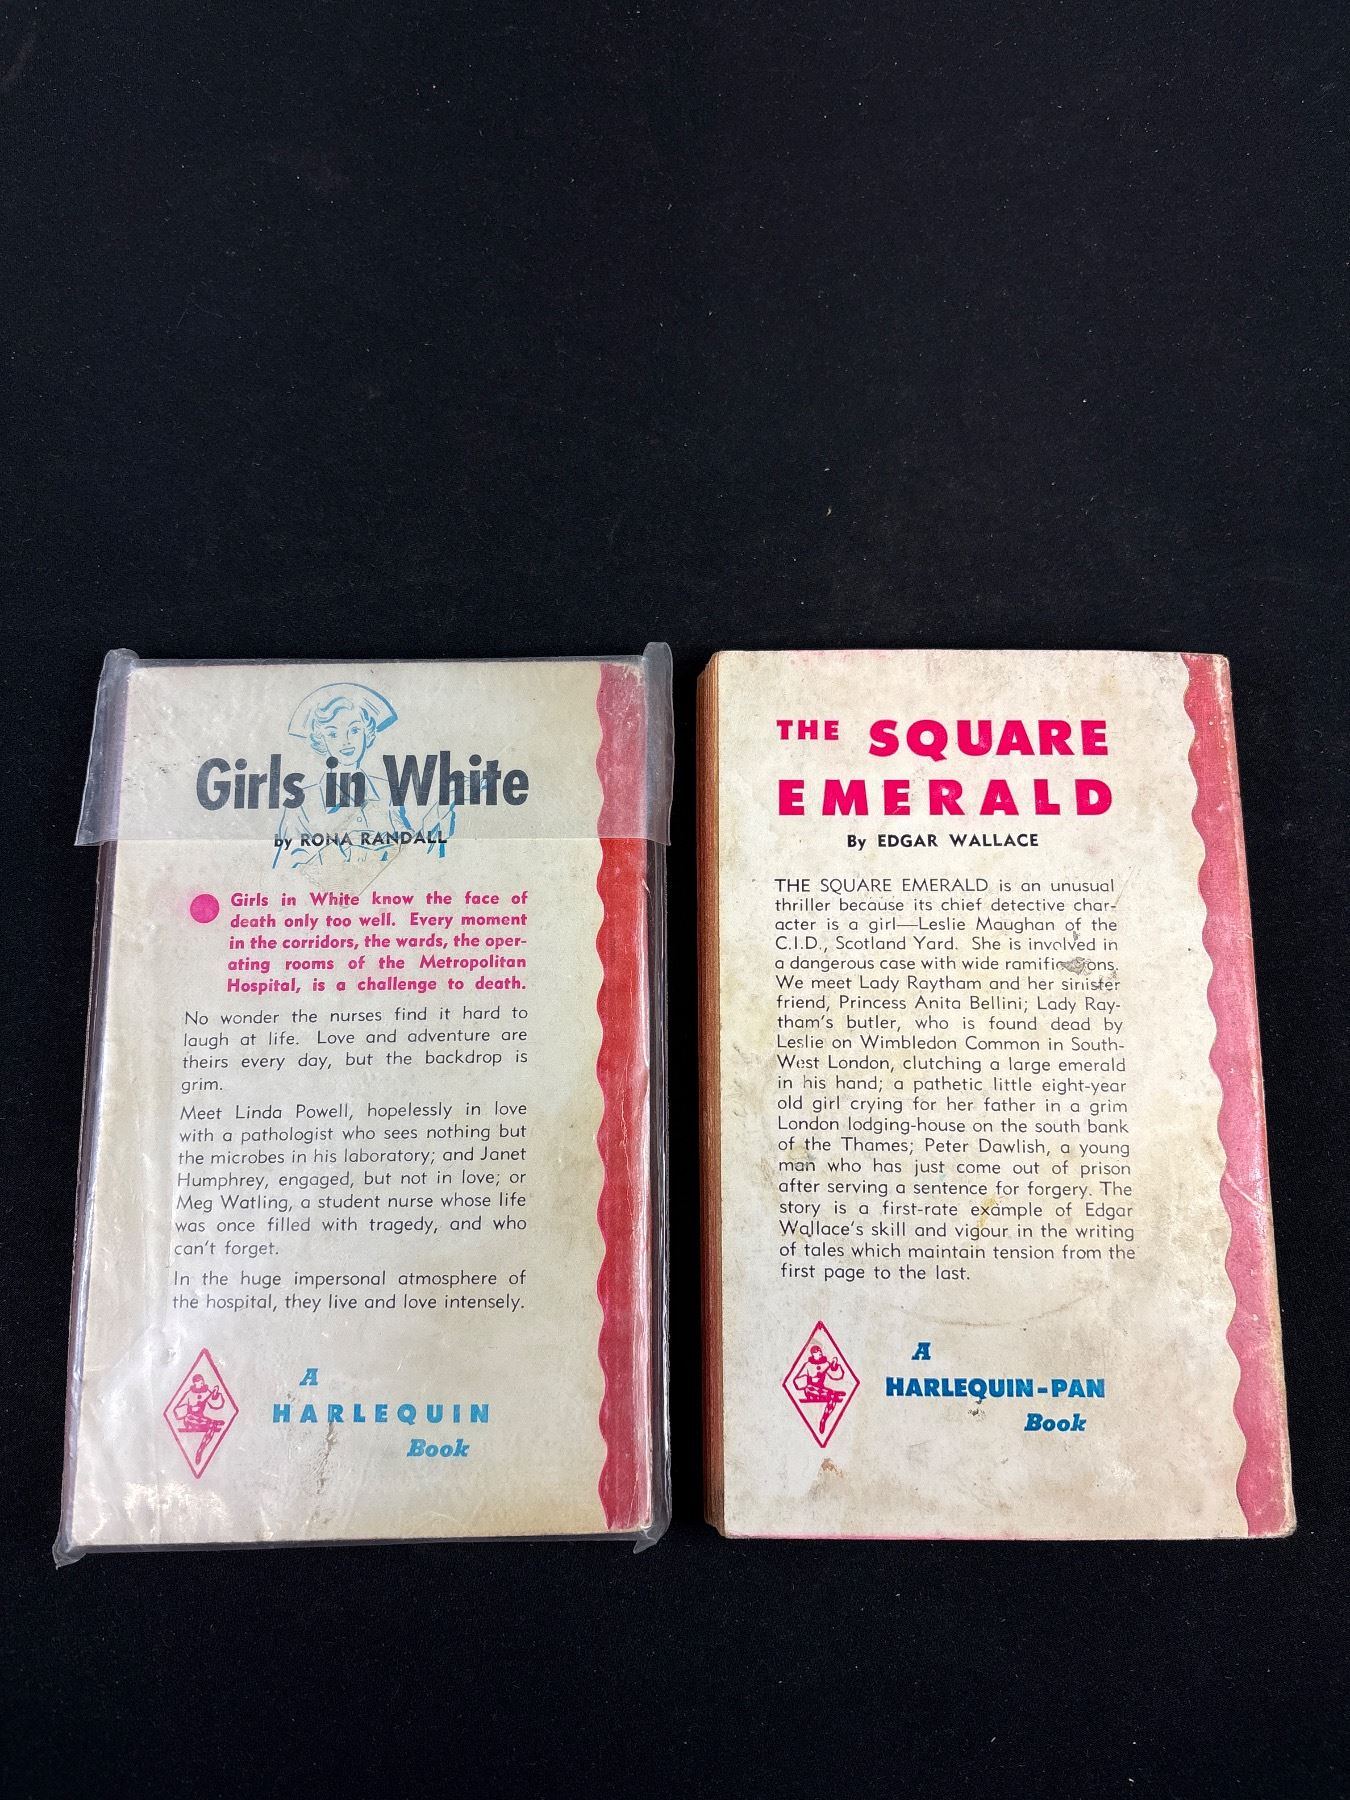 Girls in White
by RONA RANDALL
Girls in White know the face of
death only too well. Every moment
in the corridors, the wards, the oper-
ating rooms of the Metropolitan
Hospital, is a challenge to death.
No wonder the nurses find it hard to
laugh at life. Love and adventure are
theirs every day, but the backdrop is
grim.
Meet Linda Powell, hopelessly in love
with a pathologist who sees nothing but
the microbes in his laboratory; and Janet
Humphrey, engaged, but not in love; or
Meg Watling, a student nurse whose life
was once filled with tragedy, and who
can't forget.
In the huge impersonal atmosphere of
the hospital, they live and love intensely.
A
HARLEQUIN
Book
THE SQUARE
EMERALD
By EDGAR WALLACE
THE SQUARE EMERALD is an unusual
thriller because its chief detective char-
acter is a girl—Leslie Maughan of the
C.I.D., Scotland Yard. She is involved in
a dangerous case with wide
We meet Lady Raytham and her sinister
friend, Princess Anita Bellini; Lady Ray-
tham's butler, who is found dead by
Leslie on Wimbledon Common in South-
West London, clutching a large emerald
in his hand; a pathetic little eight-year
old girl crying for her father in a grim
London lodging-house on the south bank
of the Thames; Peter Dawlish, a young
man who has just come out of prison
after serving a sentence for forgery. The
story is a first-rate example of Edgar
Wallace's skill and vigour in the writing
of tales which maintain tension from the
first page to the last.
A
HARLEQUIN-PAN
Book